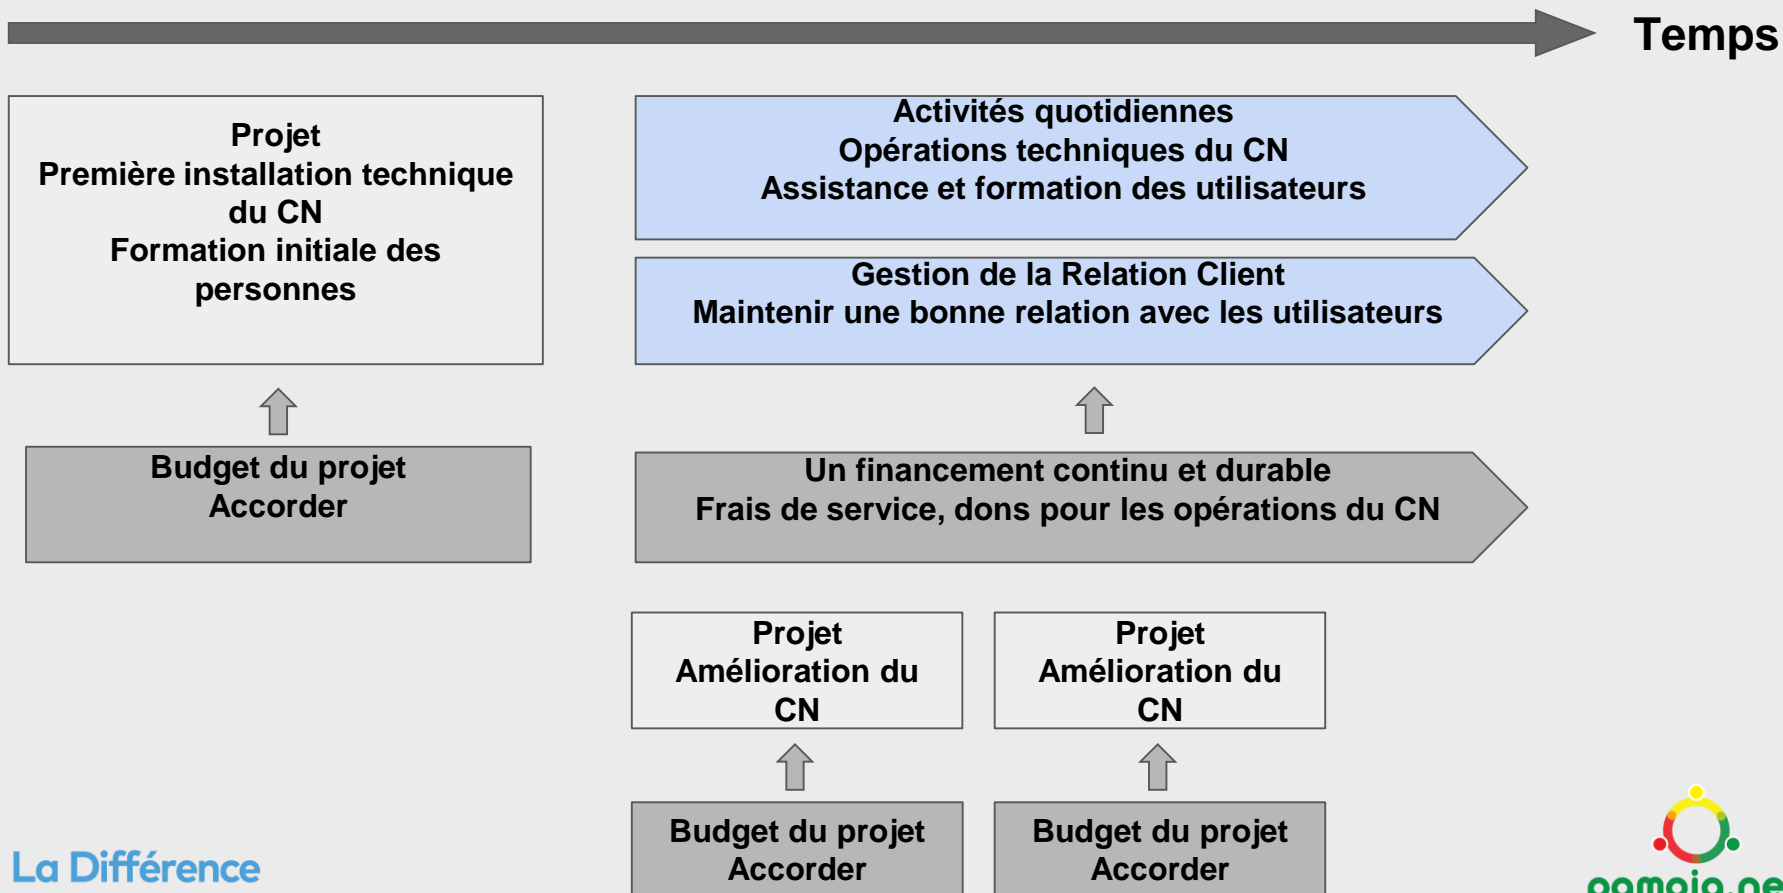 Temps
Projet
Première installation technique
du CN
Formation initiale des
personnes
Activités quotidiennes
Opérations techniques du CN
Assistance et formation des utilisateurs
Gestion de la Relation Client
Maintenir une bonne relation avec les utilisateurs
Budget du projet
Accorder
Un financement continu et durable
Frais de service, dons pour les opérations du CN
Projet
Amélioration du
CN
Projet
Amélioration du
CN
Budget du projet
Accorder
Budget du projet
Accorder
La Différence